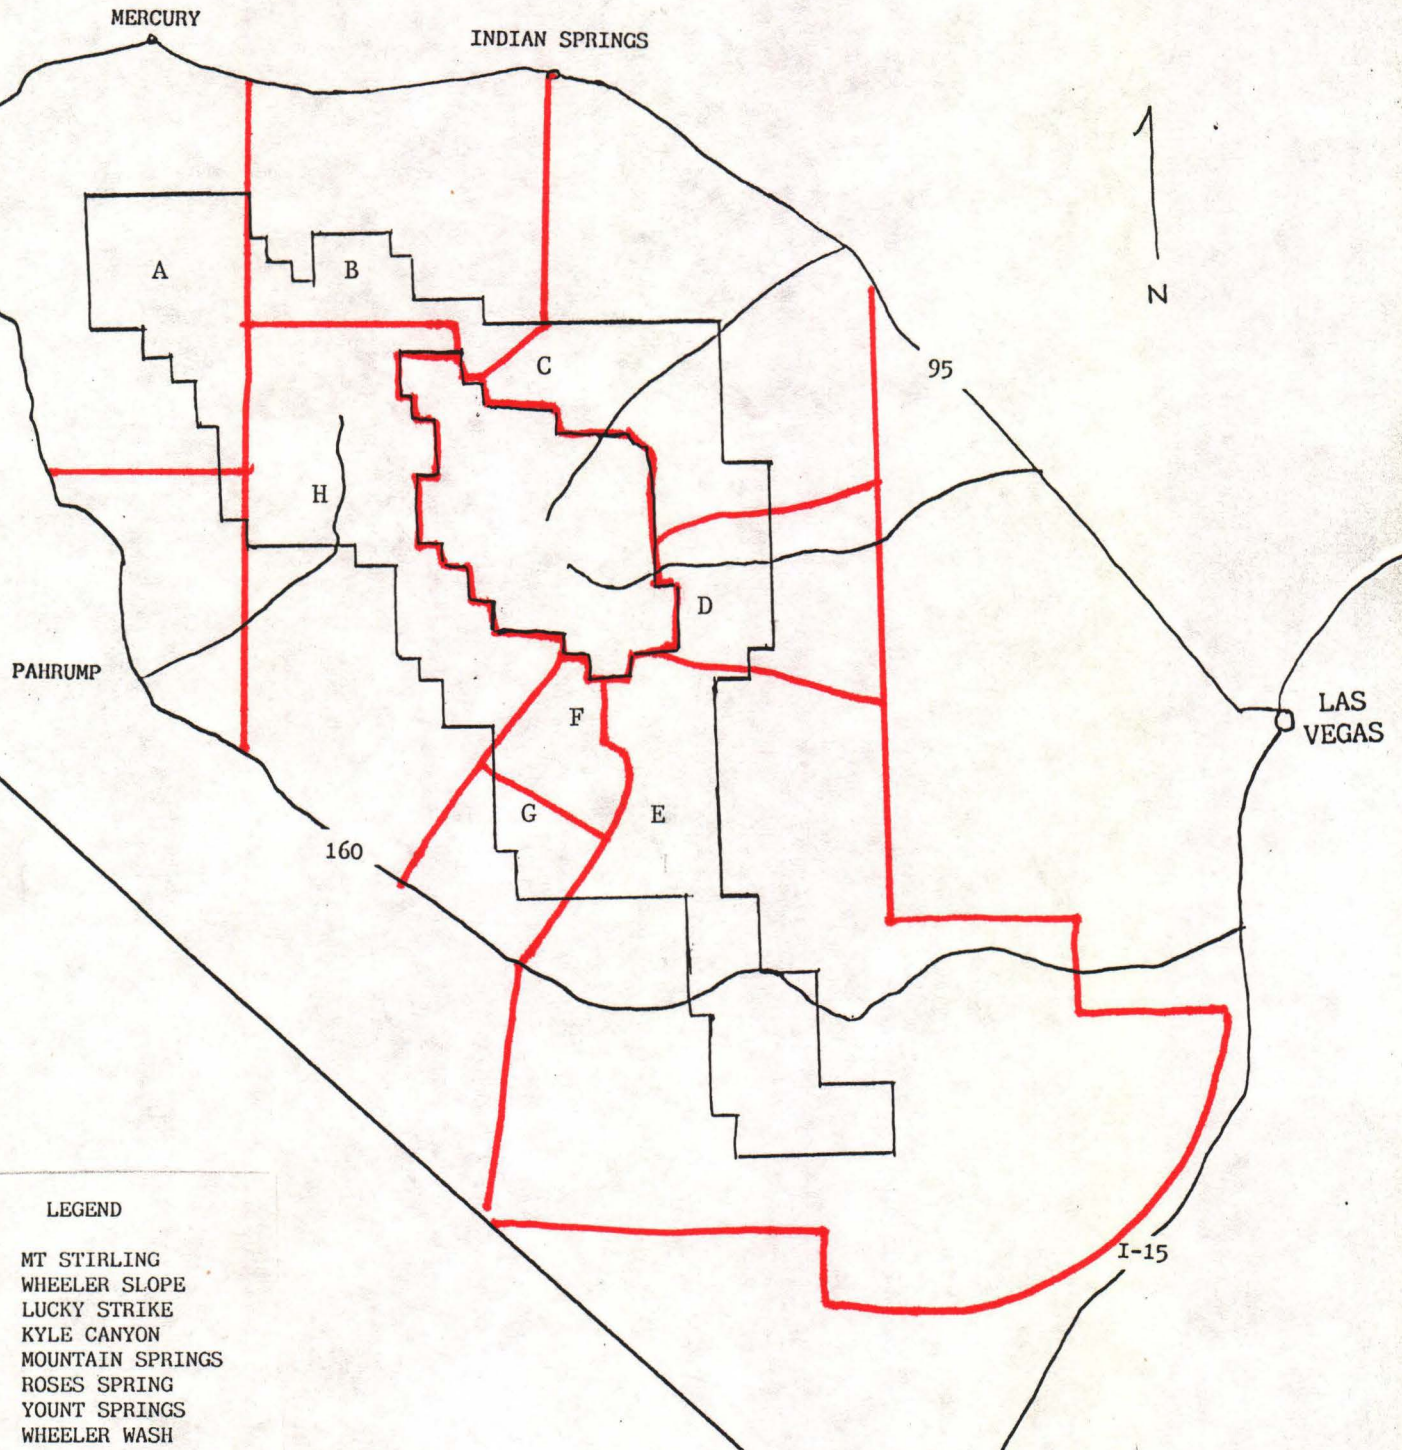 MERCURY
INDIAN SPRINGS
A
B
N
C
95
H
D
PAHRUMP
F
LAS
VEGAS
G
E
160
LEGEND
I-15
MT STIRLING
WHEELER SLOPE
LUCKY STRIKE
KYLE CANYON
MOUNTAIN SPRINGS
ROSES SPRING
YOUNT SPRINGS
WHEELER WASH